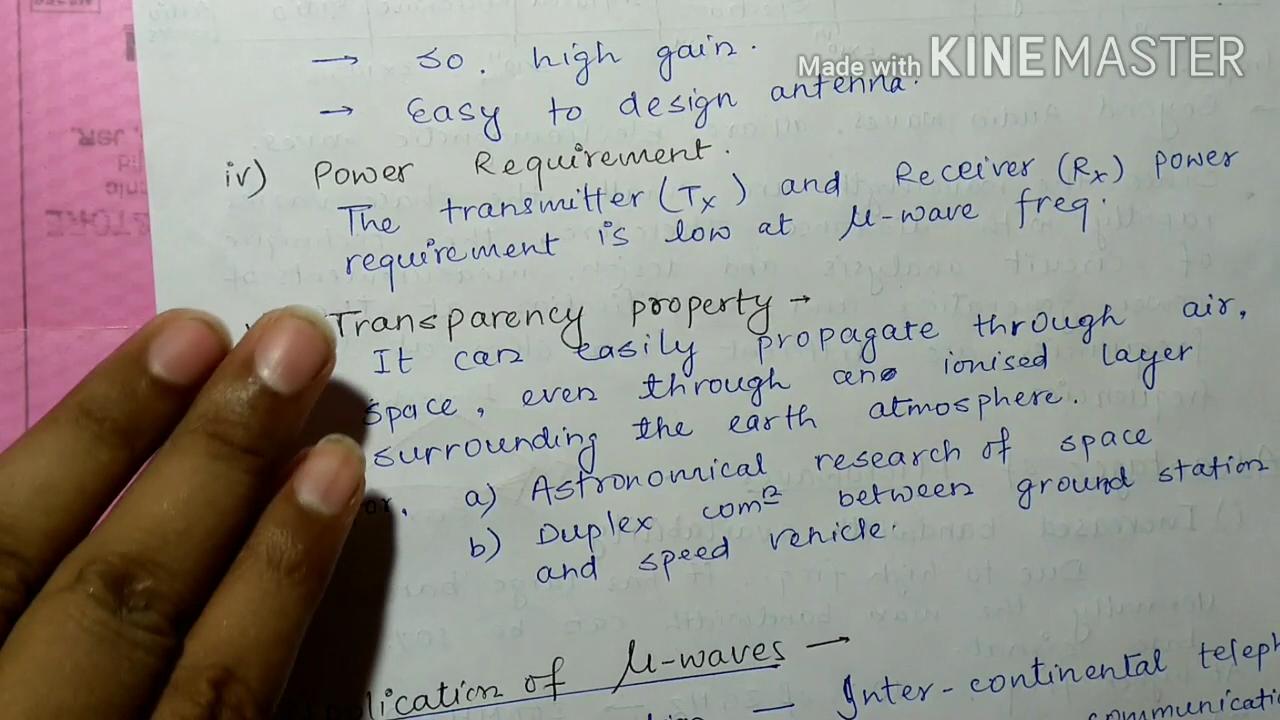 Made with KINEMASTER
→ so. high gain.
→ Easy to design antenna.
iv) Power Requirement.
The transmitter (Tx) and Receiver (Rx) power
requirement is low at μ-wave freq.
Transparency property →
It can easily propagate through air,
space, even through an ionised layer
surrounding the earth atmosphere.
or, a) Astronomical research of space
b) Duplex comⁿ between ground station
and speed vehicle.
lication of μ-waves →
— Inter-continental teleph
communicati